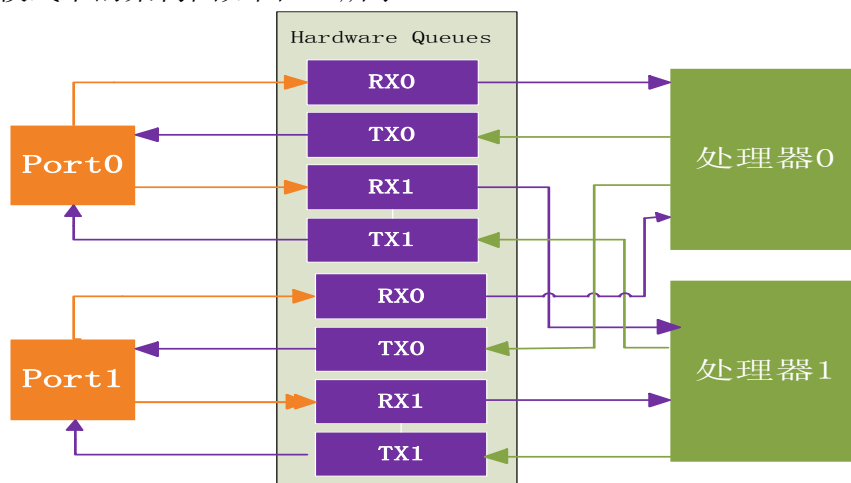 Hardware Queues
RX0
TX0
RX1
TX1
RX0
TX0
RX1
TX1
Port0
Port1
处理器0
处理器1